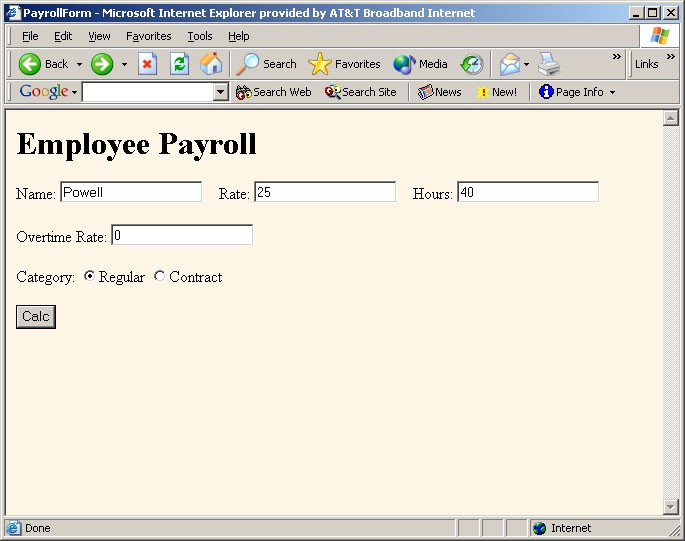 PayrollForm - Microsoft Internet Explorer provided by AT&T Broadband Internet
File Edit View Favorites Tools Help
Back Search Favorites Media » Links »
Google Search Web Search Site News New! Page Info
Employee Payroll
Name: Powell Rate: 25 Hours: 40
Overtime Rate: 0
Category: Regular Contract
Calc
Done Internet